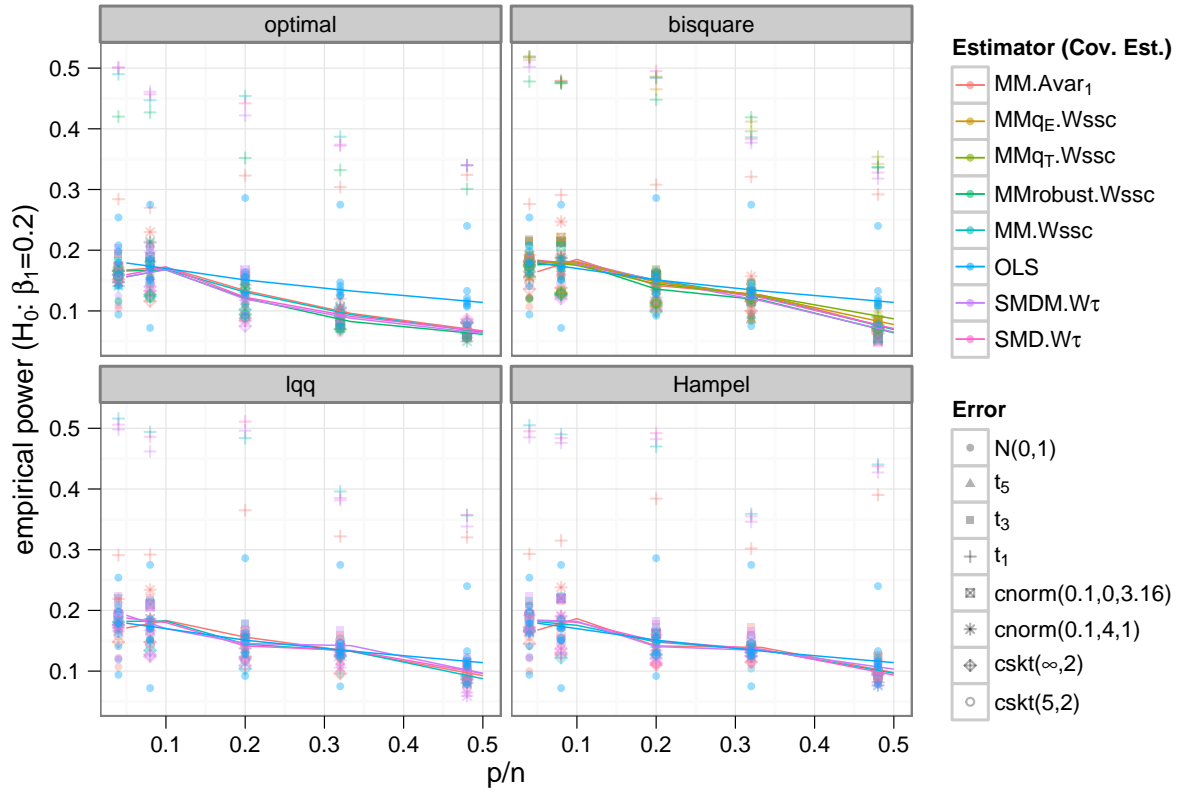 optimal
bisquare
lqq
Hampel
empirical power (H₀: β₁=0.2)
0.5
0.4
0.3
0.2
0.1
0.5
0.4
0.3
0.2
0.1
0.1 0.2 0.3 0.4 0.5
0.1 0.2 0.3 0.4 0.5
p/n
Estimator (Cov. Est.)
MM.Avar₁
MMqE.Wssc
MMqT.Wssc
MMrobust.Wssc
MM.Wssc
OLS
SMDM.Wτ
SMD.Wτ
Error
N(0,1)
t₅
t₃
t₁
cnorm(0.1,0,3.16)
cnorm(0.1,4,1)
cskt(∞,2)
cskt(5,2)